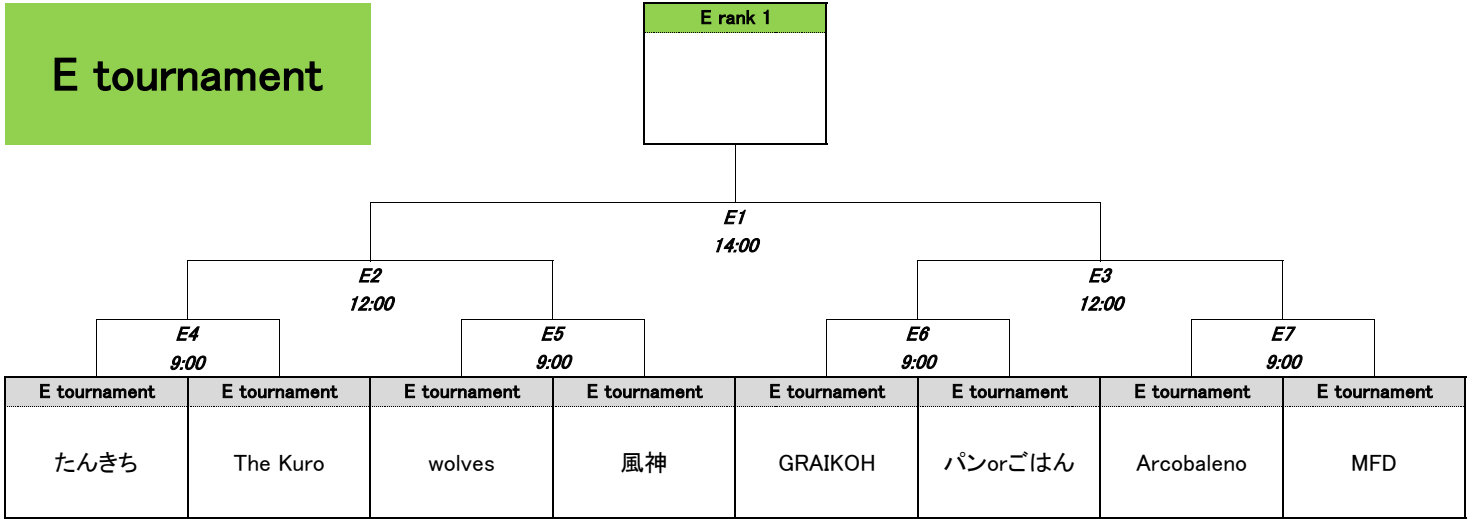 E rank 1
E tournament
E1
14:00
E2
12:00
E3
12:00
E4
9:00
E5
9:00
E6
9:00
E7
9:00
E tournament E tournament E tournament E tournament E tournament E tournament E tournament E tournament
たんきち The Kuro wolves 風神 GRAIKOH パンorごはん Arcobaleno MFD